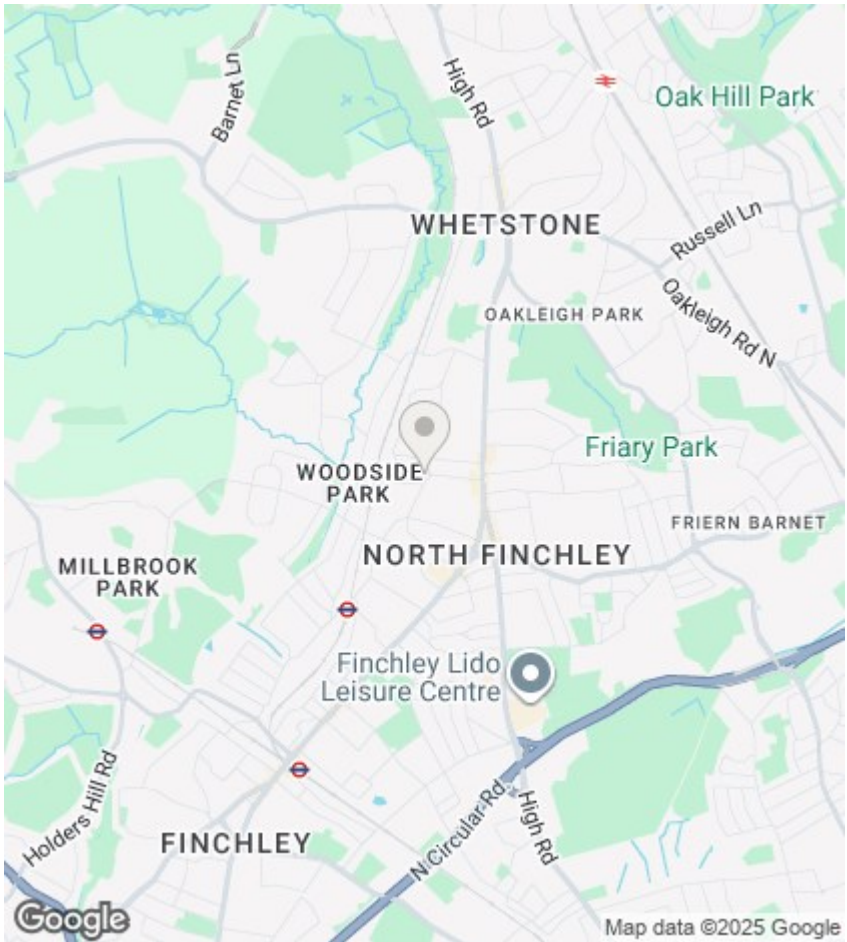 Barnet Ln
High Rd
Oak Hill Park
WHETSTONE
Russell Ln
OAKLEIGH PARK
Oakleigh Rd N
Friary Park
WOODSIDE
PARK
FRIERN BARNET
NORTH FINCHLEY
MILLBROOK
PARK
Finchley Lido
Leisure Centre
Holders Hill Rd
N Circular Rd
High Rd
FINCHLEY
Google
Map data ©2025 Google